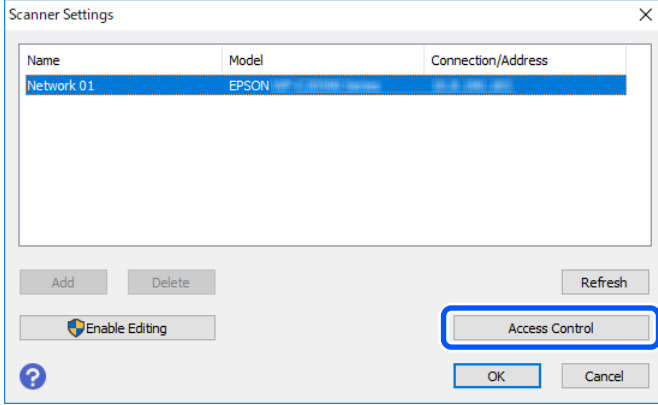 Scanner Settings
Name Model Connection/Address
Network 01 EPSON
Add Delete Refresh
Enable Editing Access Control
? OK Cancel